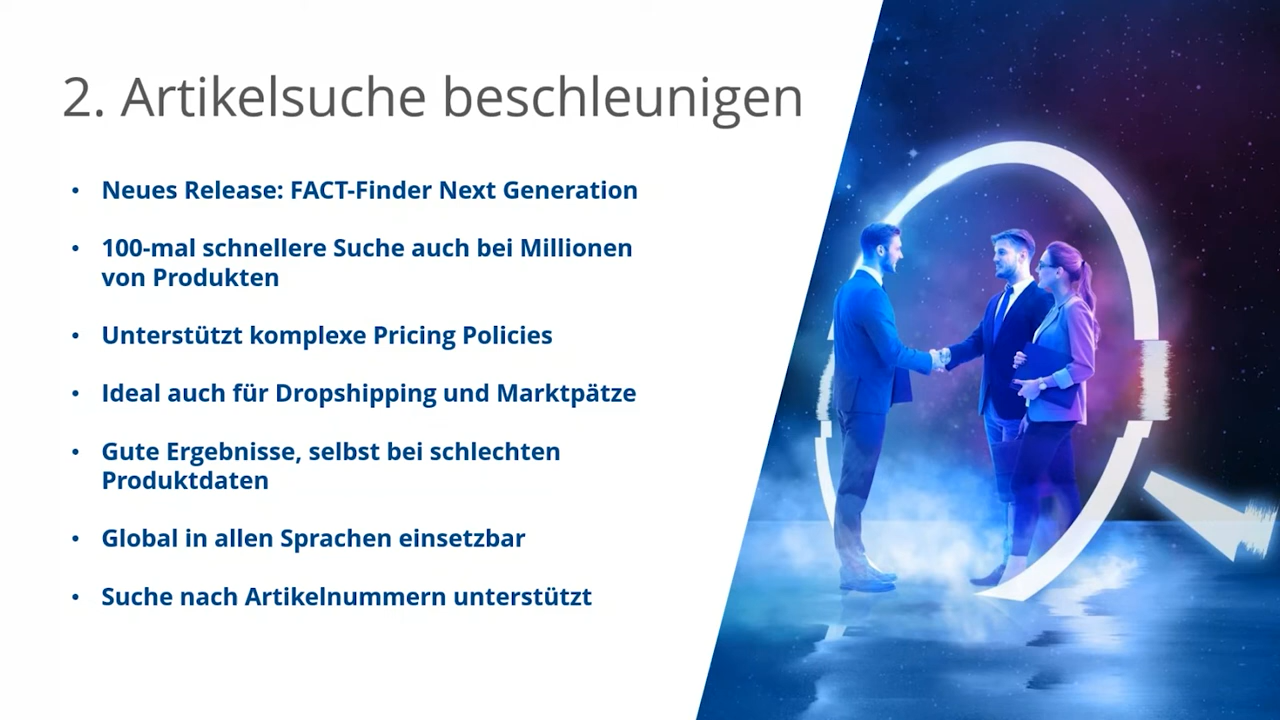 2. Artikelsuche beschleunigen
• Neues Release: FACT-Finder Next Generation
• 100-mal schnellere Suche auch bei Millionen
von Produkten
• Unterstützt komplexe Pricing Policies
• Ideal auch für Dropshipping und Marktpätze
• Gute Ergebnisse, selbst bei schlechten
Produktdaten
• Global in allen Sprachen einsetzbar
• Suche nach Artikelnummern unterstützt